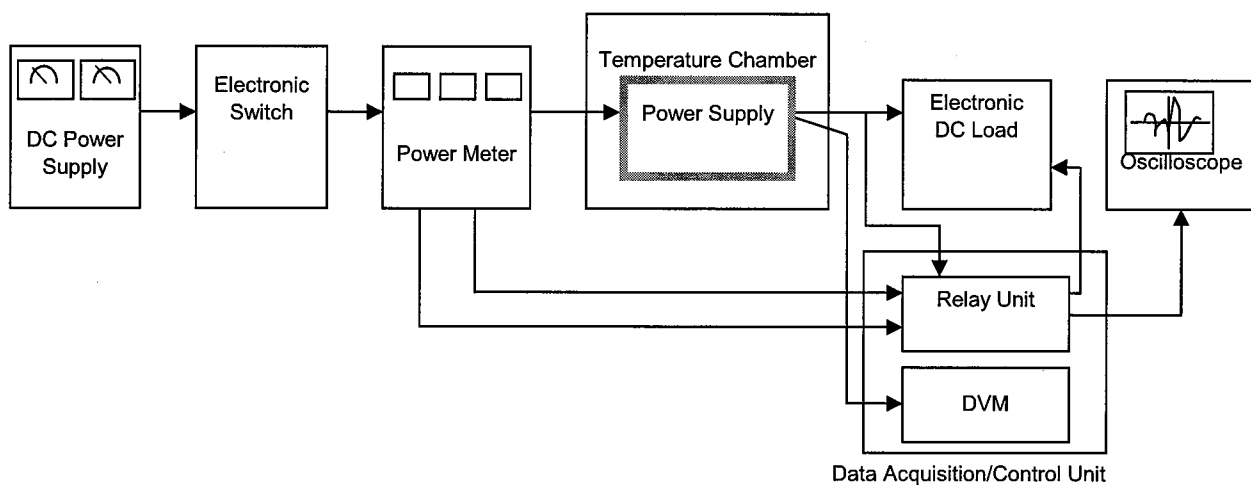 DC Power
Supply
Electronic
Switch
Power Meter
Temperature Chamber
Power Supply
Electronic
DC Load
Oscilloscope
Relay Unit
DVM
Data Acquisition/Control Unit